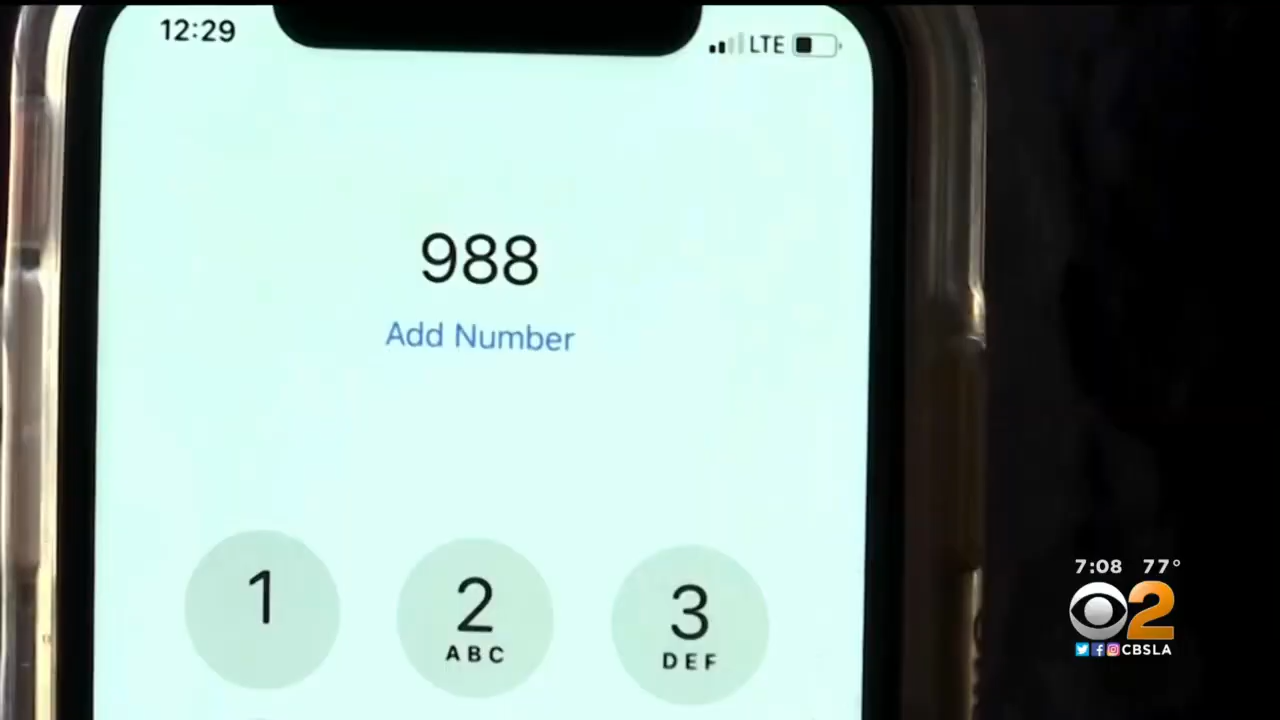 12:29
LTE
988
Add Number
1
2
ABC
3
DEF
7:08 77°
2
CBSLA